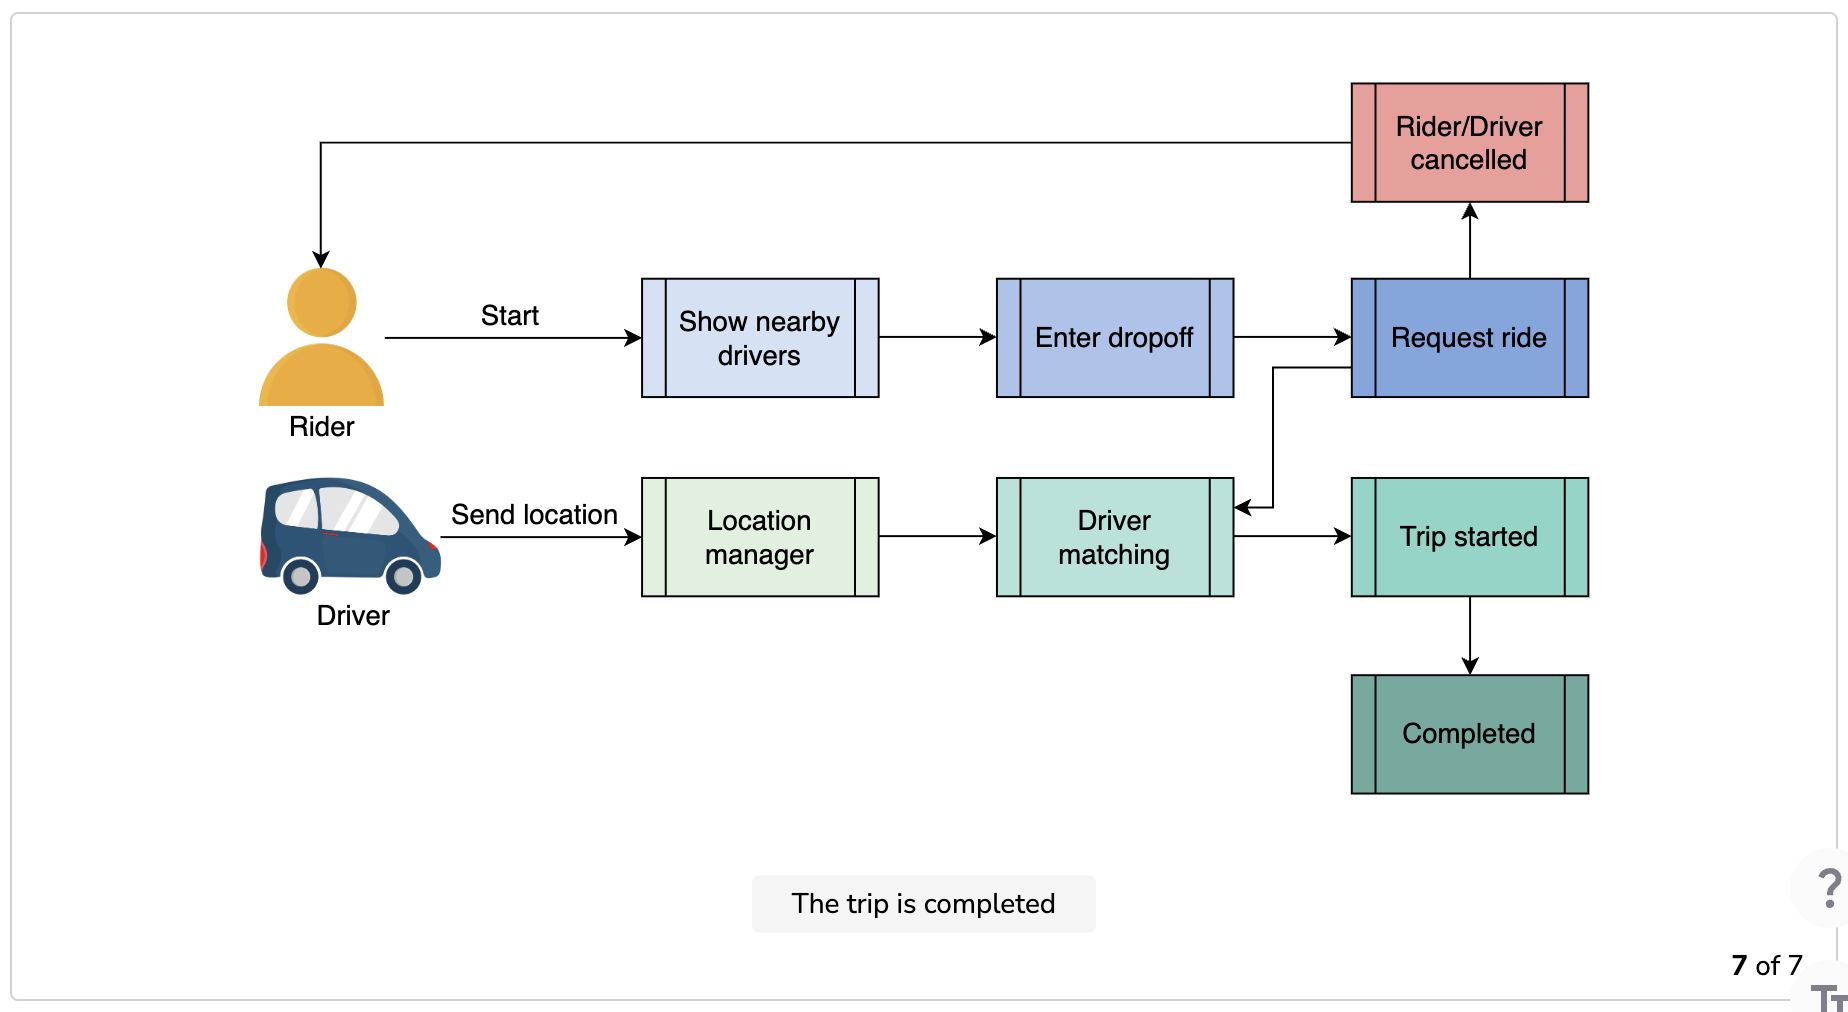 Rider/Driver
cancelled
Start
Show nearby
drivers
Enter dropoff
Request ride
Rider
Send location
Location
manager
Driver
matching
Trip started
Driver
Completed
The trip is completed
?
7 of 7
TT